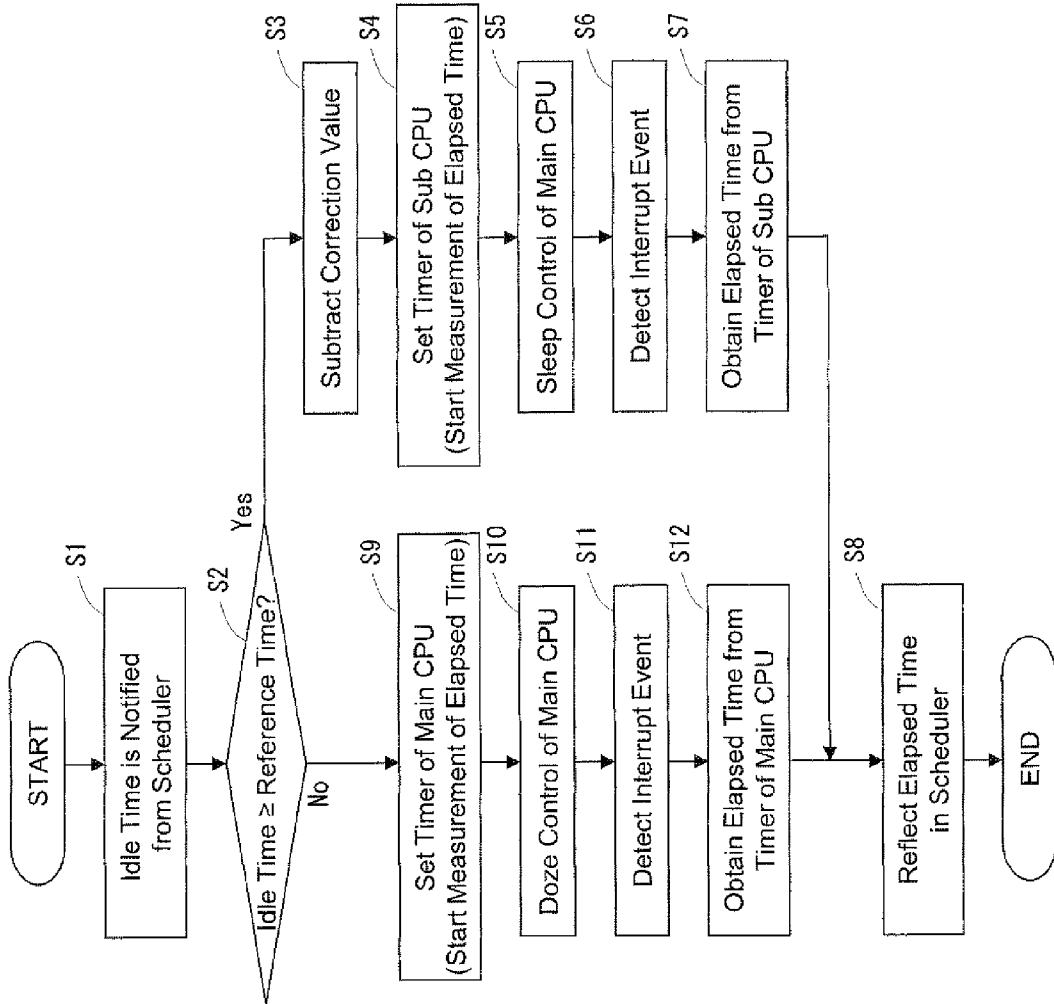 START
S1
Idle Time is Notified
from Scheduler
S2
Idle Time ≥ Reference Time?
Yes
No
S3
Subtract Correction Value
S4
Set Timer of Sub CPU
(Start Measurement of Elapsed Time)
S5
Sleep Control of Main CPU
S6
Detect Interrupt Event
S7
Obtain Elapsed Time from
Timer of Sub CPU
S9
Set Timer of Main CPU
(Start Measurement of Elapsed Time)
S10
Doze Control of Main CPU
S11
Detect Interrupt Event
S12
Obtain Elapsed Time from
Timer of Main CPU
S8
Reflect Elapsed Time
in Scheduler
END